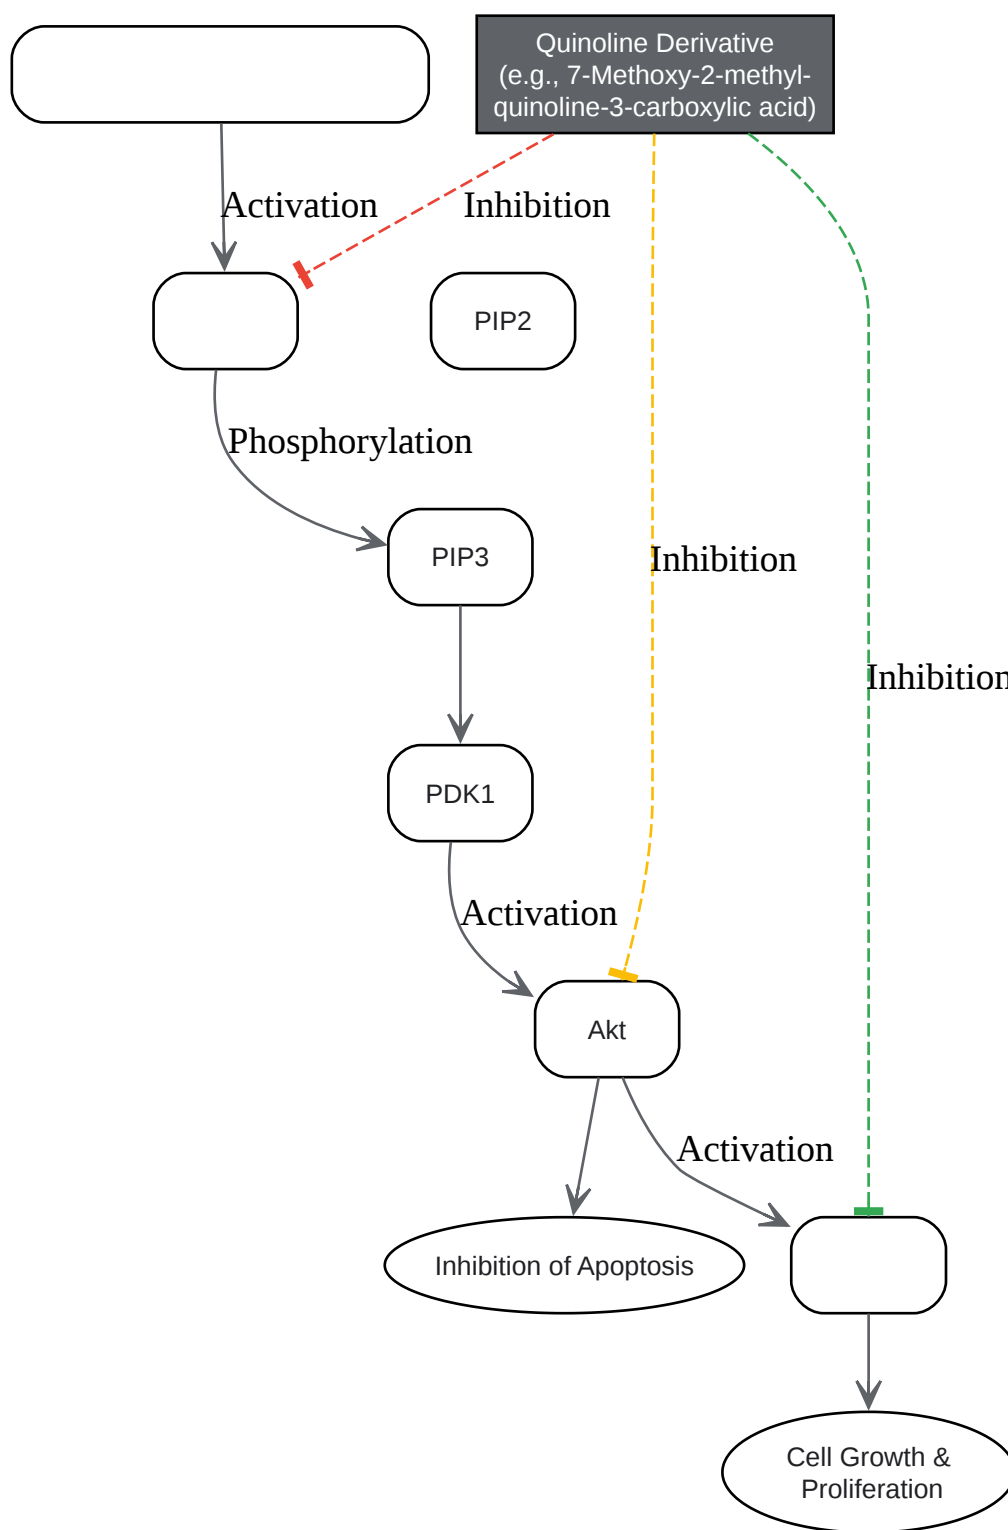 Quinoline Derivative
(e.g., 7-Methoxy-2-methyl-
quinoline-3-carboxylic acid)
Activation
Inhibition
PIP2
Phosphorylation
PIP3
Inhibition
Inhibition
PDK1
Activation
Akt
Activation
Inhibition of Apoptosis
Cell Growth &
Proliferation